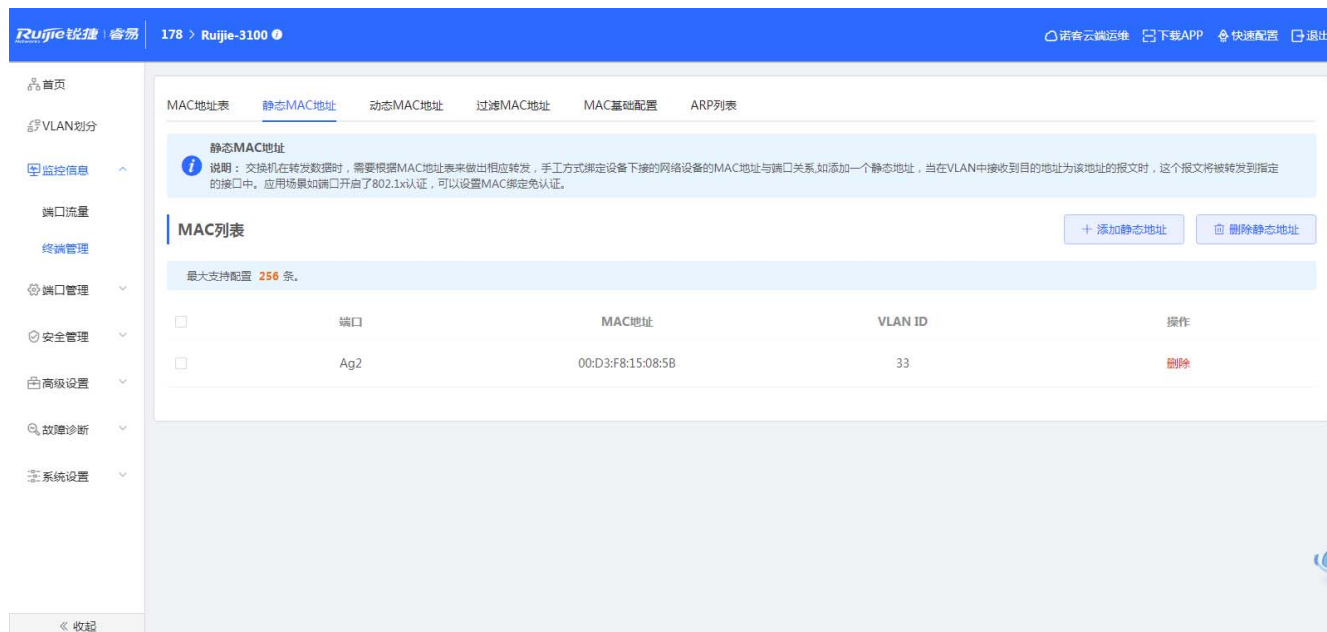 Ruijie锐捷 | 睿易
Networks
178 > Ruijie-3100
诺客云端运维 下载APP 快速配置 退出
首页
VLAN划分
监控信息
端口流量
终端管理
端口管理
安全管理
高级设置
故障诊断
系统设置
« 收起
MAC地址表 静态MAC地址 动态MAC地址 过滤MAC地址 MAC基础配置 ARP列表
静态MAC地址
说明：交换机在转发数据时，需要根据MAC地址表来做出相应转发，手工方式绑定设备下接的网络设备的MAC地址与端口关系,如添加一个静态地址，当在VLAN中接收到目的地址为该地址的报文时，这个报文将被转发到指定
的接口中。应用场景如端口开启了802.1x认证，可以设置MAC绑定免认证。
MAC列表
+ 添加静态地址 删除静态地址
最大支持配置 256 条。
端口 MAC地址 VLAN ID 操作
Ag2 00:D3:F8:15:08:5B 33 删除